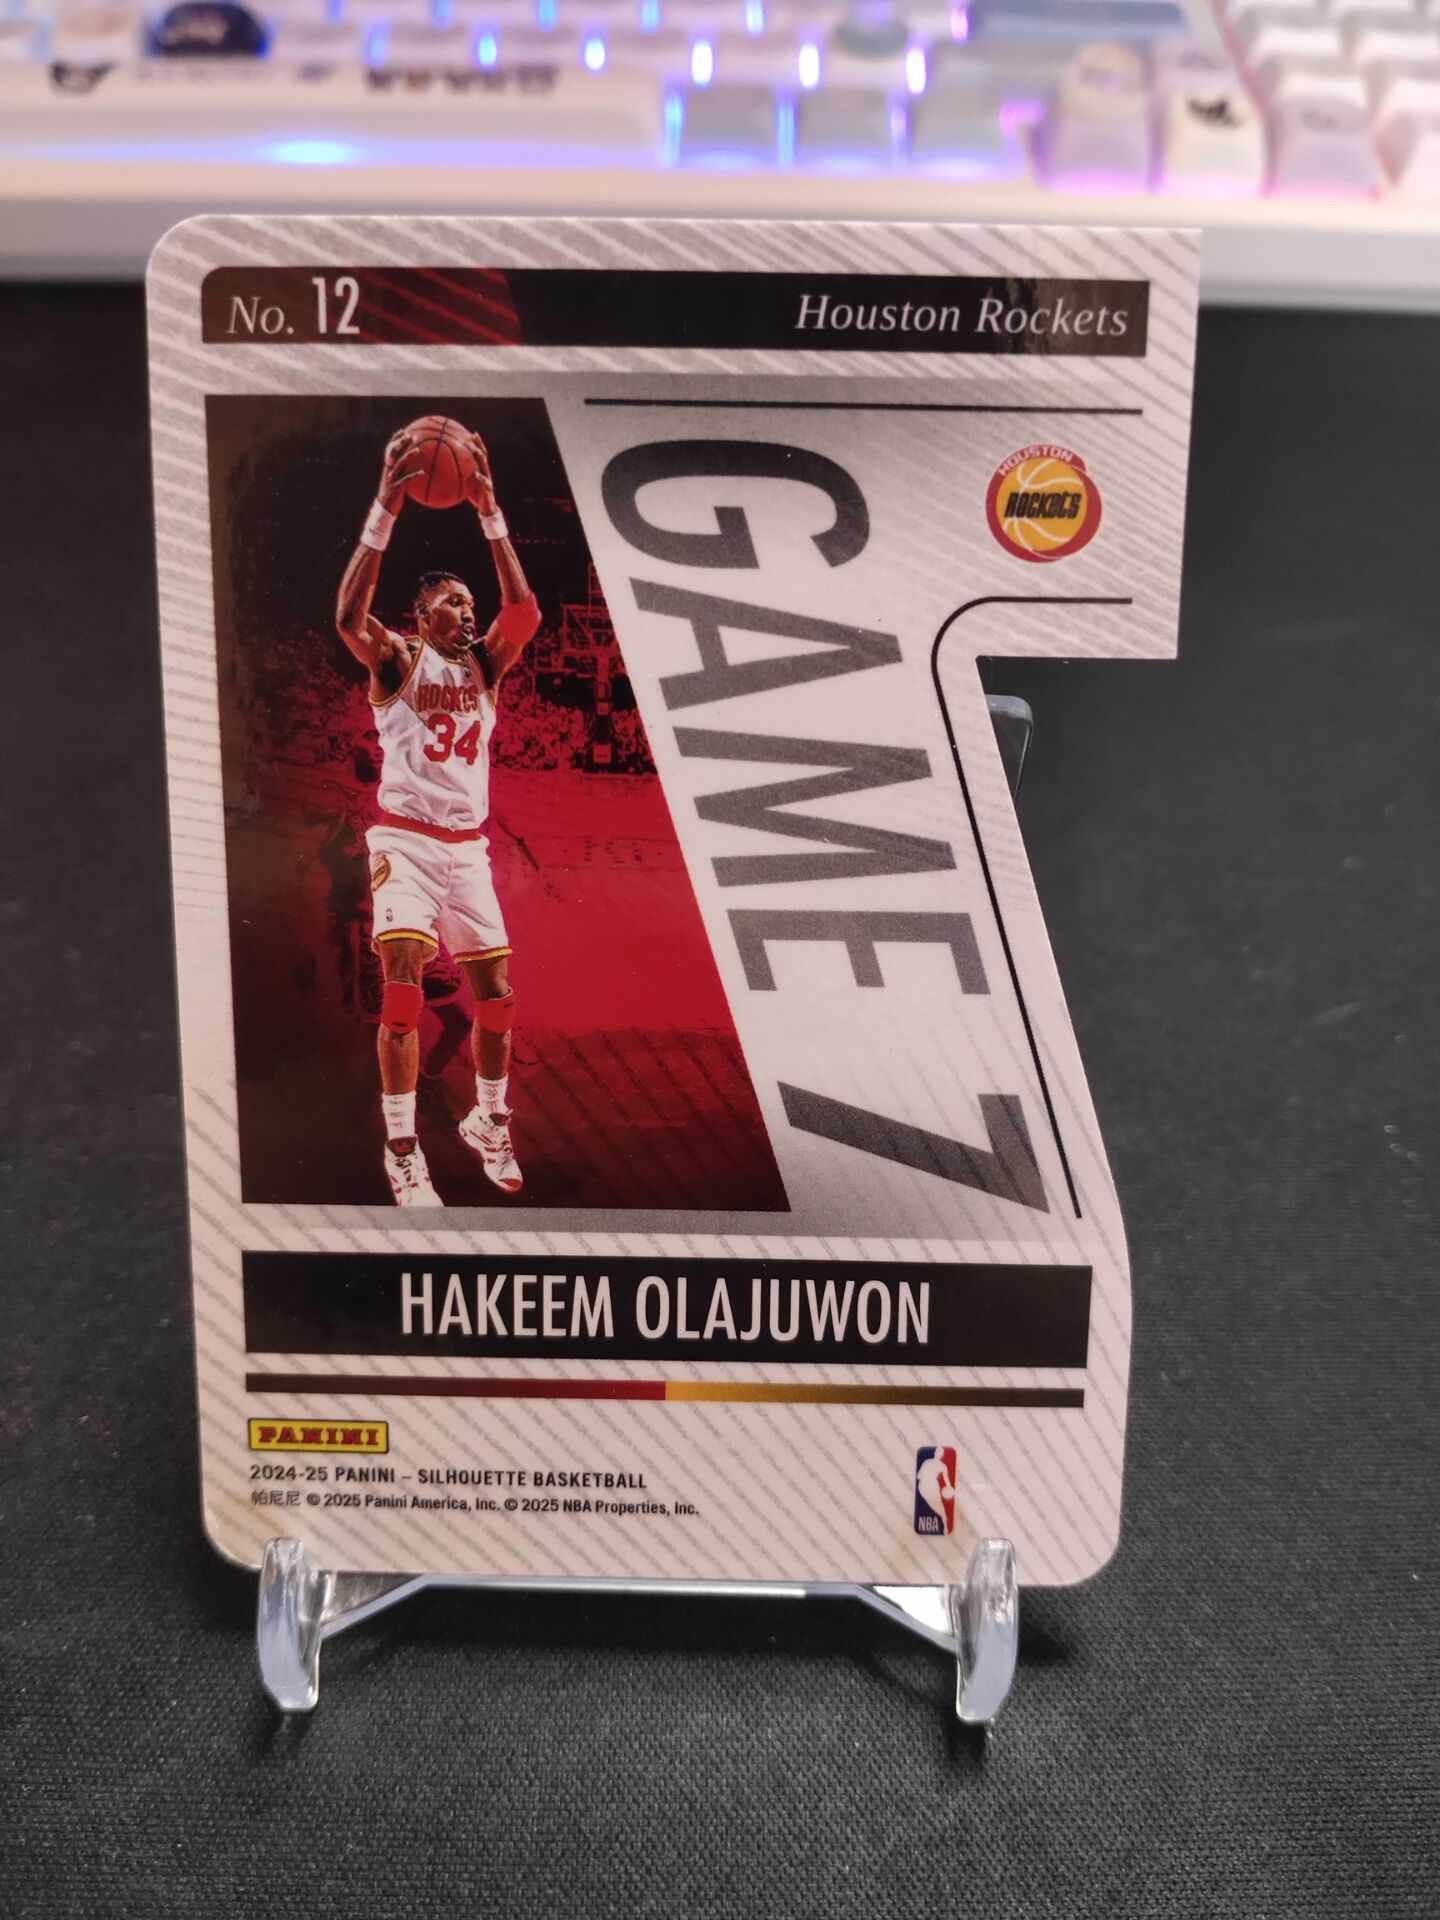 No. 12
Houston Rockets
HOUSTON
ROCKETS
GAME 7
ROCKETS
34
HAKEEM OLAJUWON
PANINI
2024-25 PANINI – SILHOUETTE BASKETBALL
帕尼尼 © 2025 Panini America, Inc. © 2025 NBA Properties, Inc.
NBA